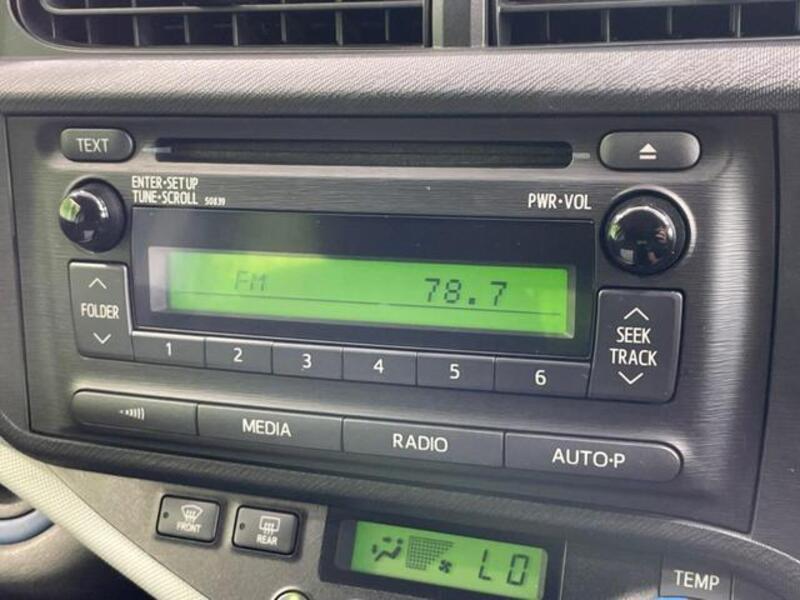 TEXT
ENTER·SETUP
TUNE·SCROLL 50839
PWR·VOL
FM 78.7
FOLDER
SEEK
TRACK
1 2 3 4 5 6
MEDIA RADIO AUTO·P
FRONT
REAR
LO
TEMP